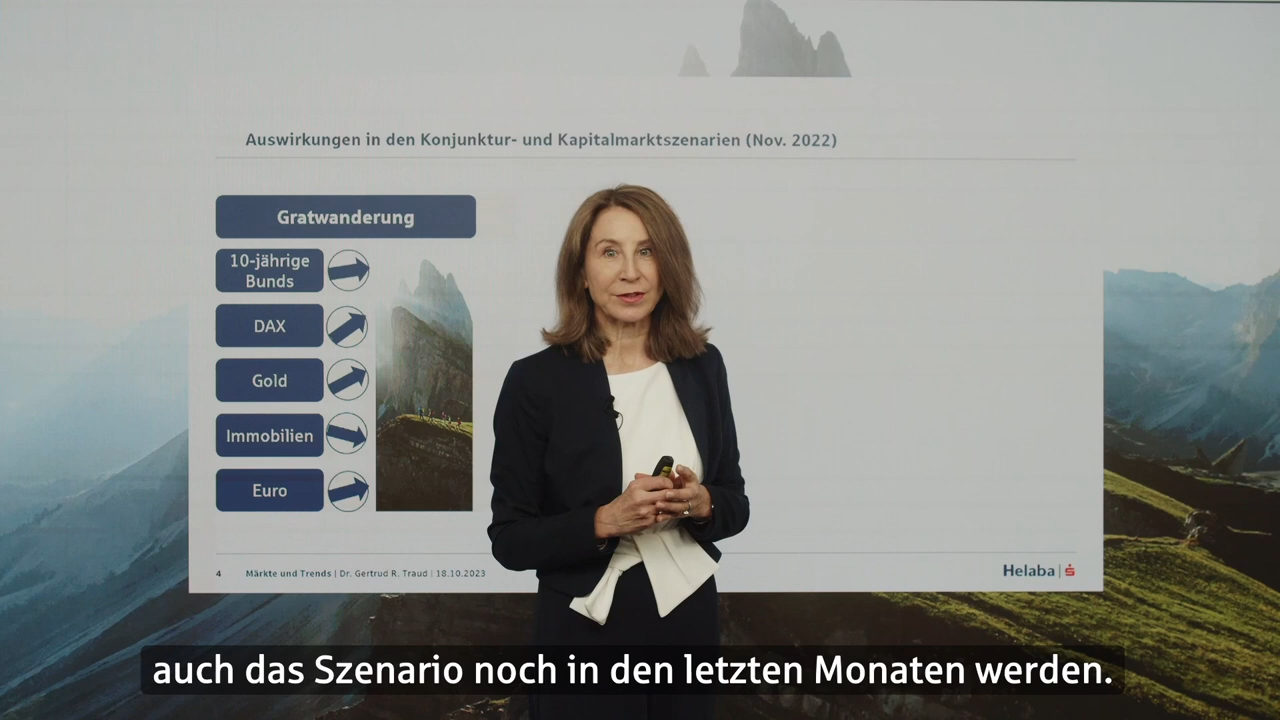 Auswirkungen in den Konjunktur- und Kapitalmarktszenarien (Nov. 2022)
Gratwanderung
10-jährige
Bunds
DAX
Gold
Immobilien
Euro
4 Märkte und Trends | Dr. Gertrud R. Traud | 18.10.2023
Helaba
auch das Szenario noch in den letzten Monaten werden.